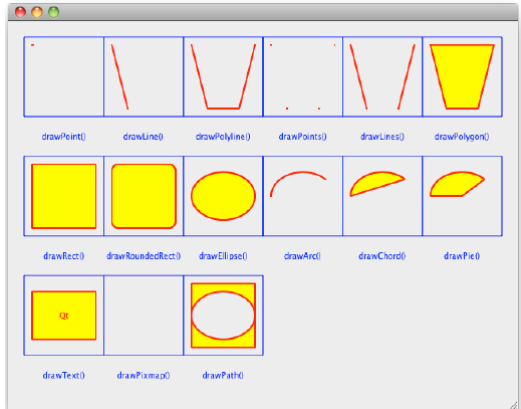 drawPoint() drawLine() drawPolyline() drawPoints() drawLines() drawPolygon()
drawRect() drawRoundedRect() drawEllipse() drawArc() drawChord() drawPie()
Qt
drawText() drawPixmap() drawPath()